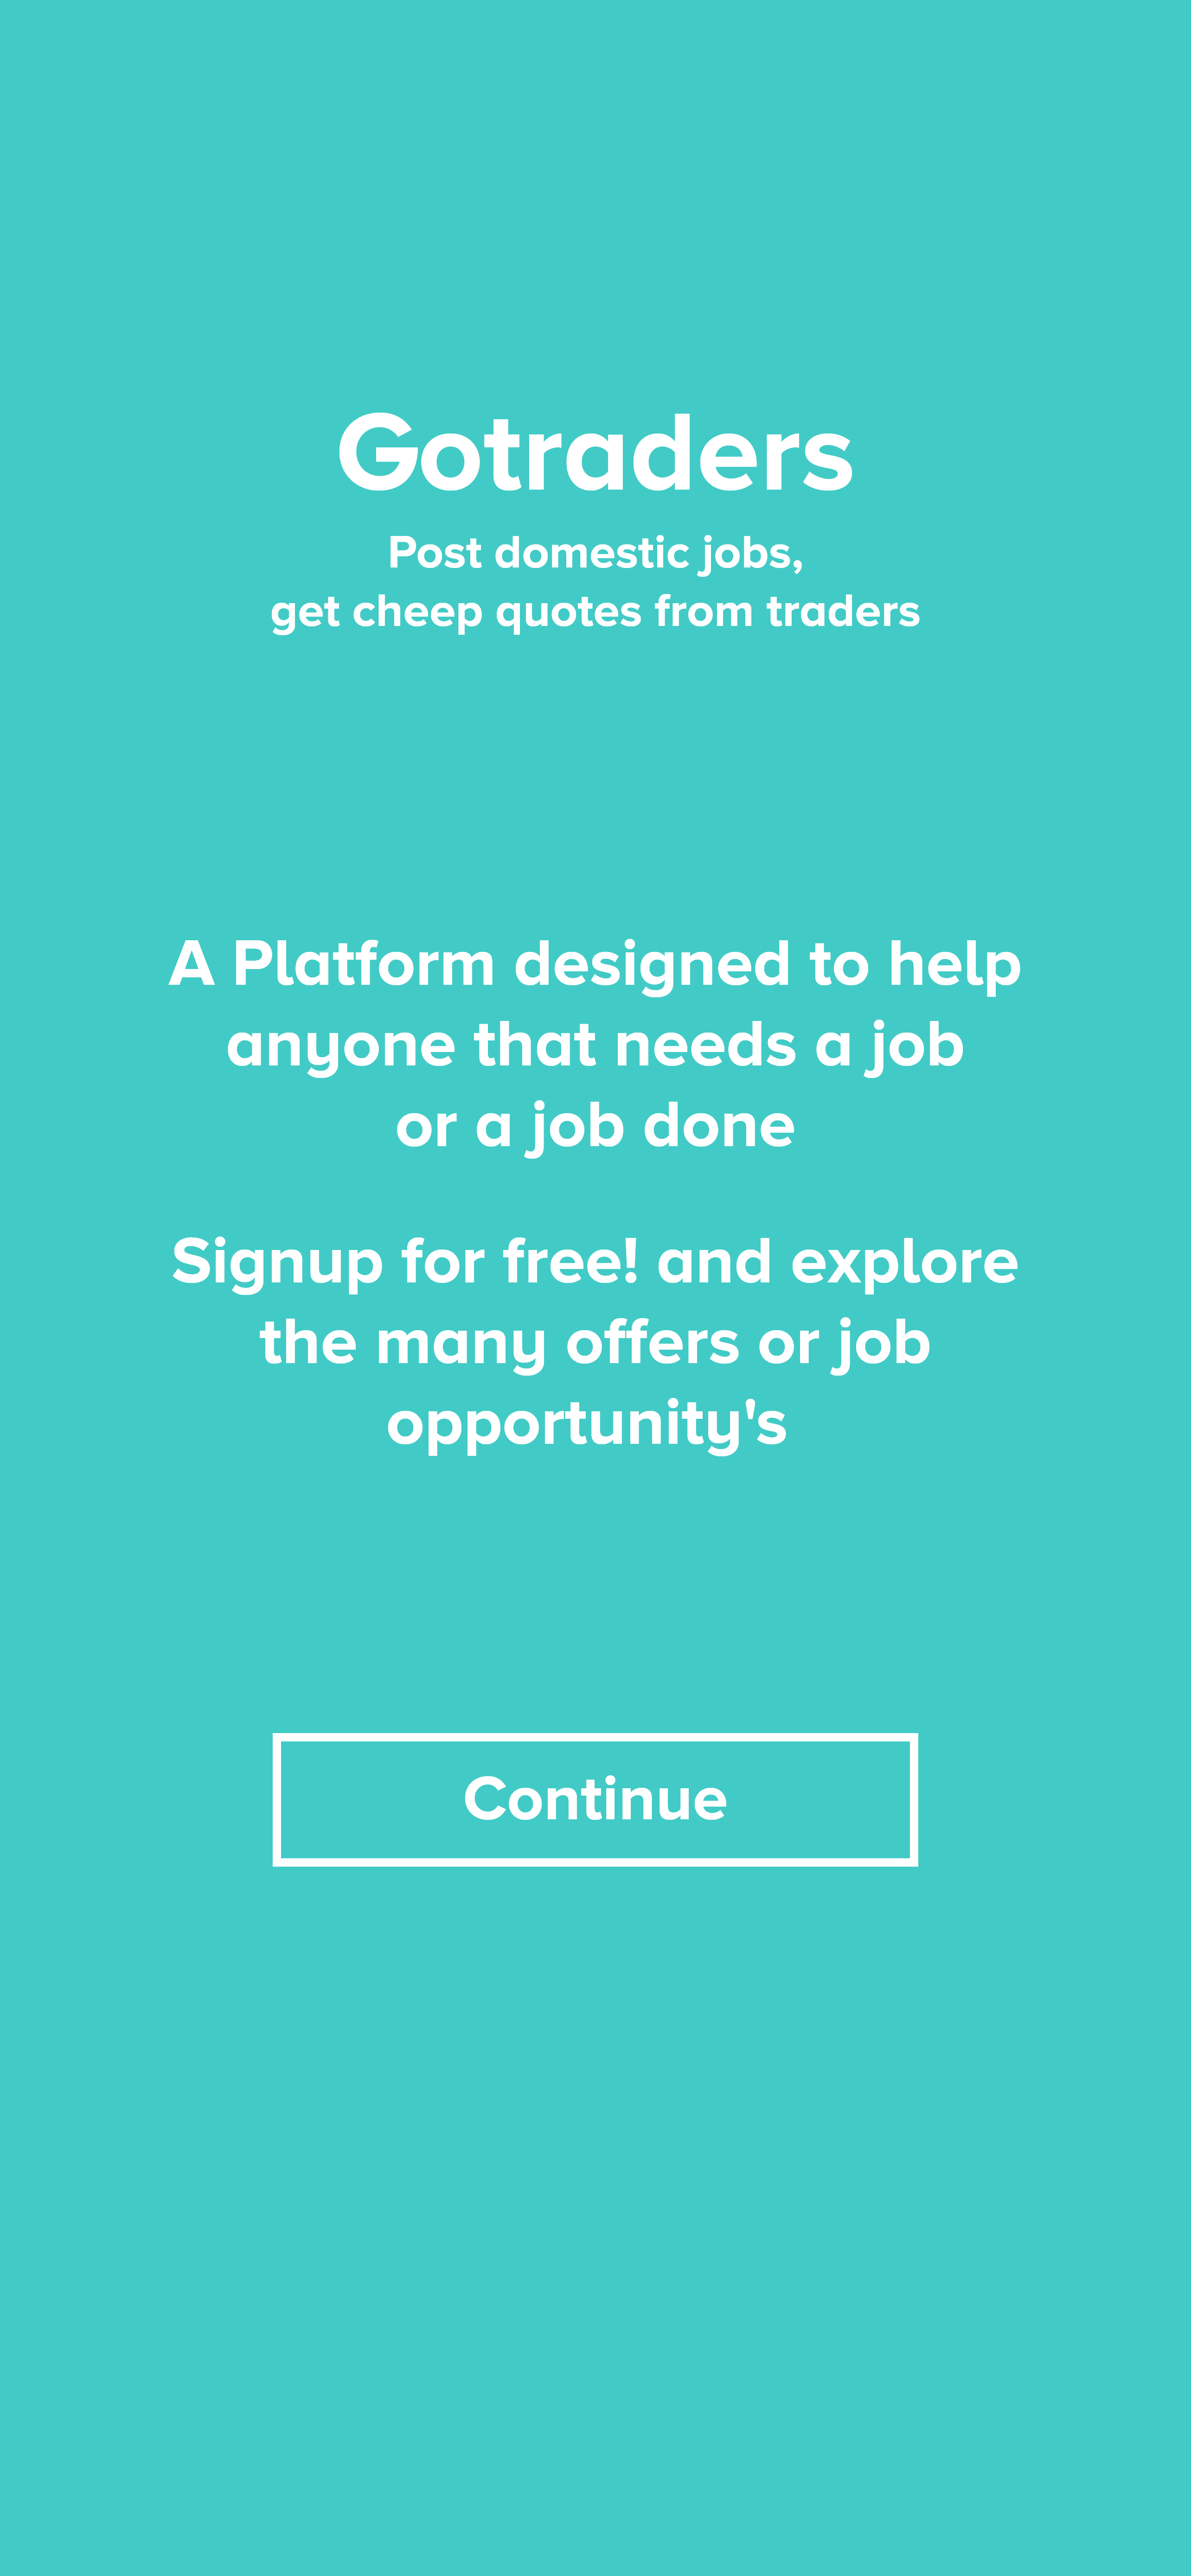 Gotraders
Post domestic jobs,
get cheep quotes from traders
A Platform designed to help
anyone that needs a job
or a job done
Signup for free! and explore
the many offers or job
opportunity's
Continue